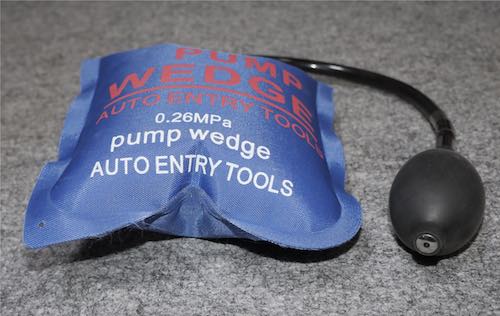 PUMP
WEDGE
AUTO ENTRY TOOLS
0.26MPa
pump wedge
AUTO ENTRY TOOLS